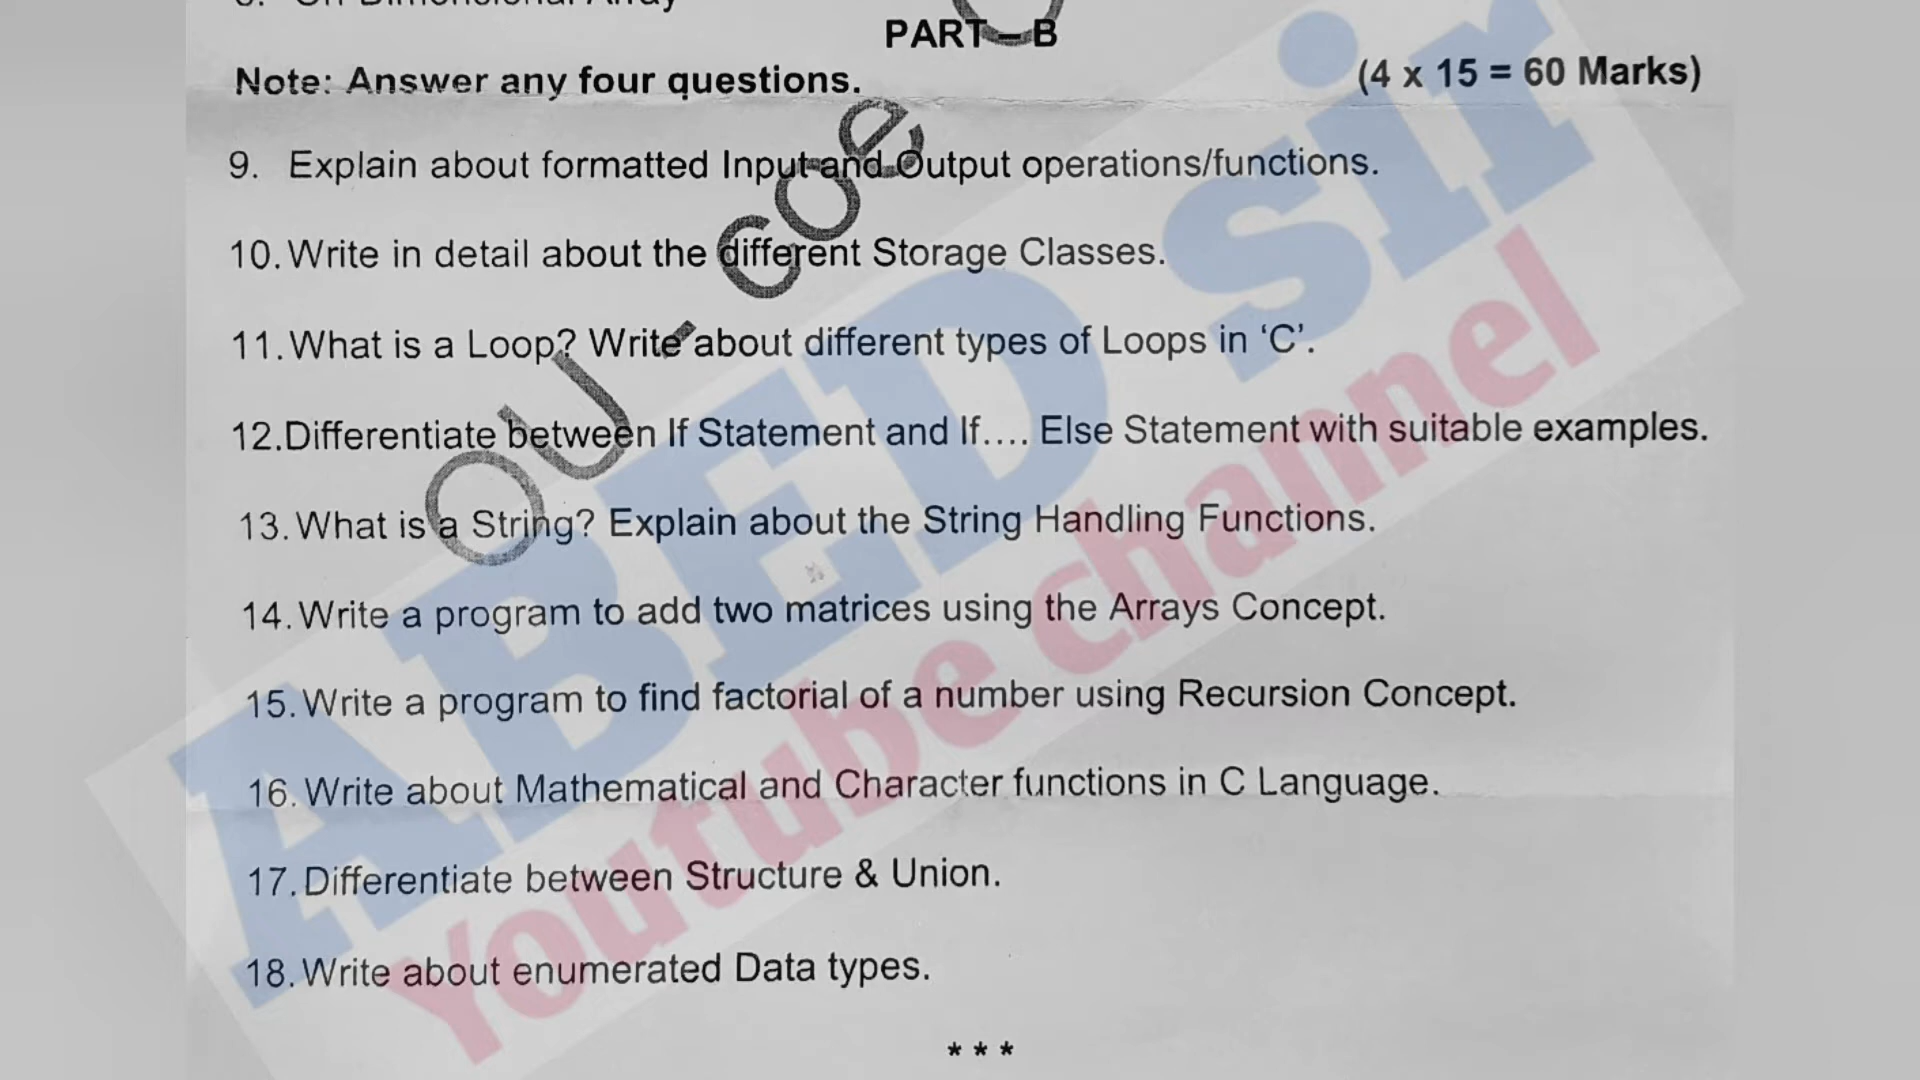 8. On Dimensional Array
PART – B
Note: Answer any four questions.
(4 x 15 = 60 Marks)
9. Explain about formatted Input and Output operations/functions.
10. Write in detail about the different Storage Classes.
11. What is a Loop? Write about different types of Loops in ‘C’.
12.Differentiate between If Statement and If.... Else Statement with suitable examples.
13. What is a String? Explain about the String Handling Functions.
14. Write a program to add two matrices using the Arrays Concept.
15. Write a program to find factorial of a number using Recursion Concept.
16. Write about Mathematical and Character functions in C Language.
17. Differentiate between Structure & Union.
18. Write about enumerated Data types.
* * *
OU - COe
ABED sir
Youtube channel